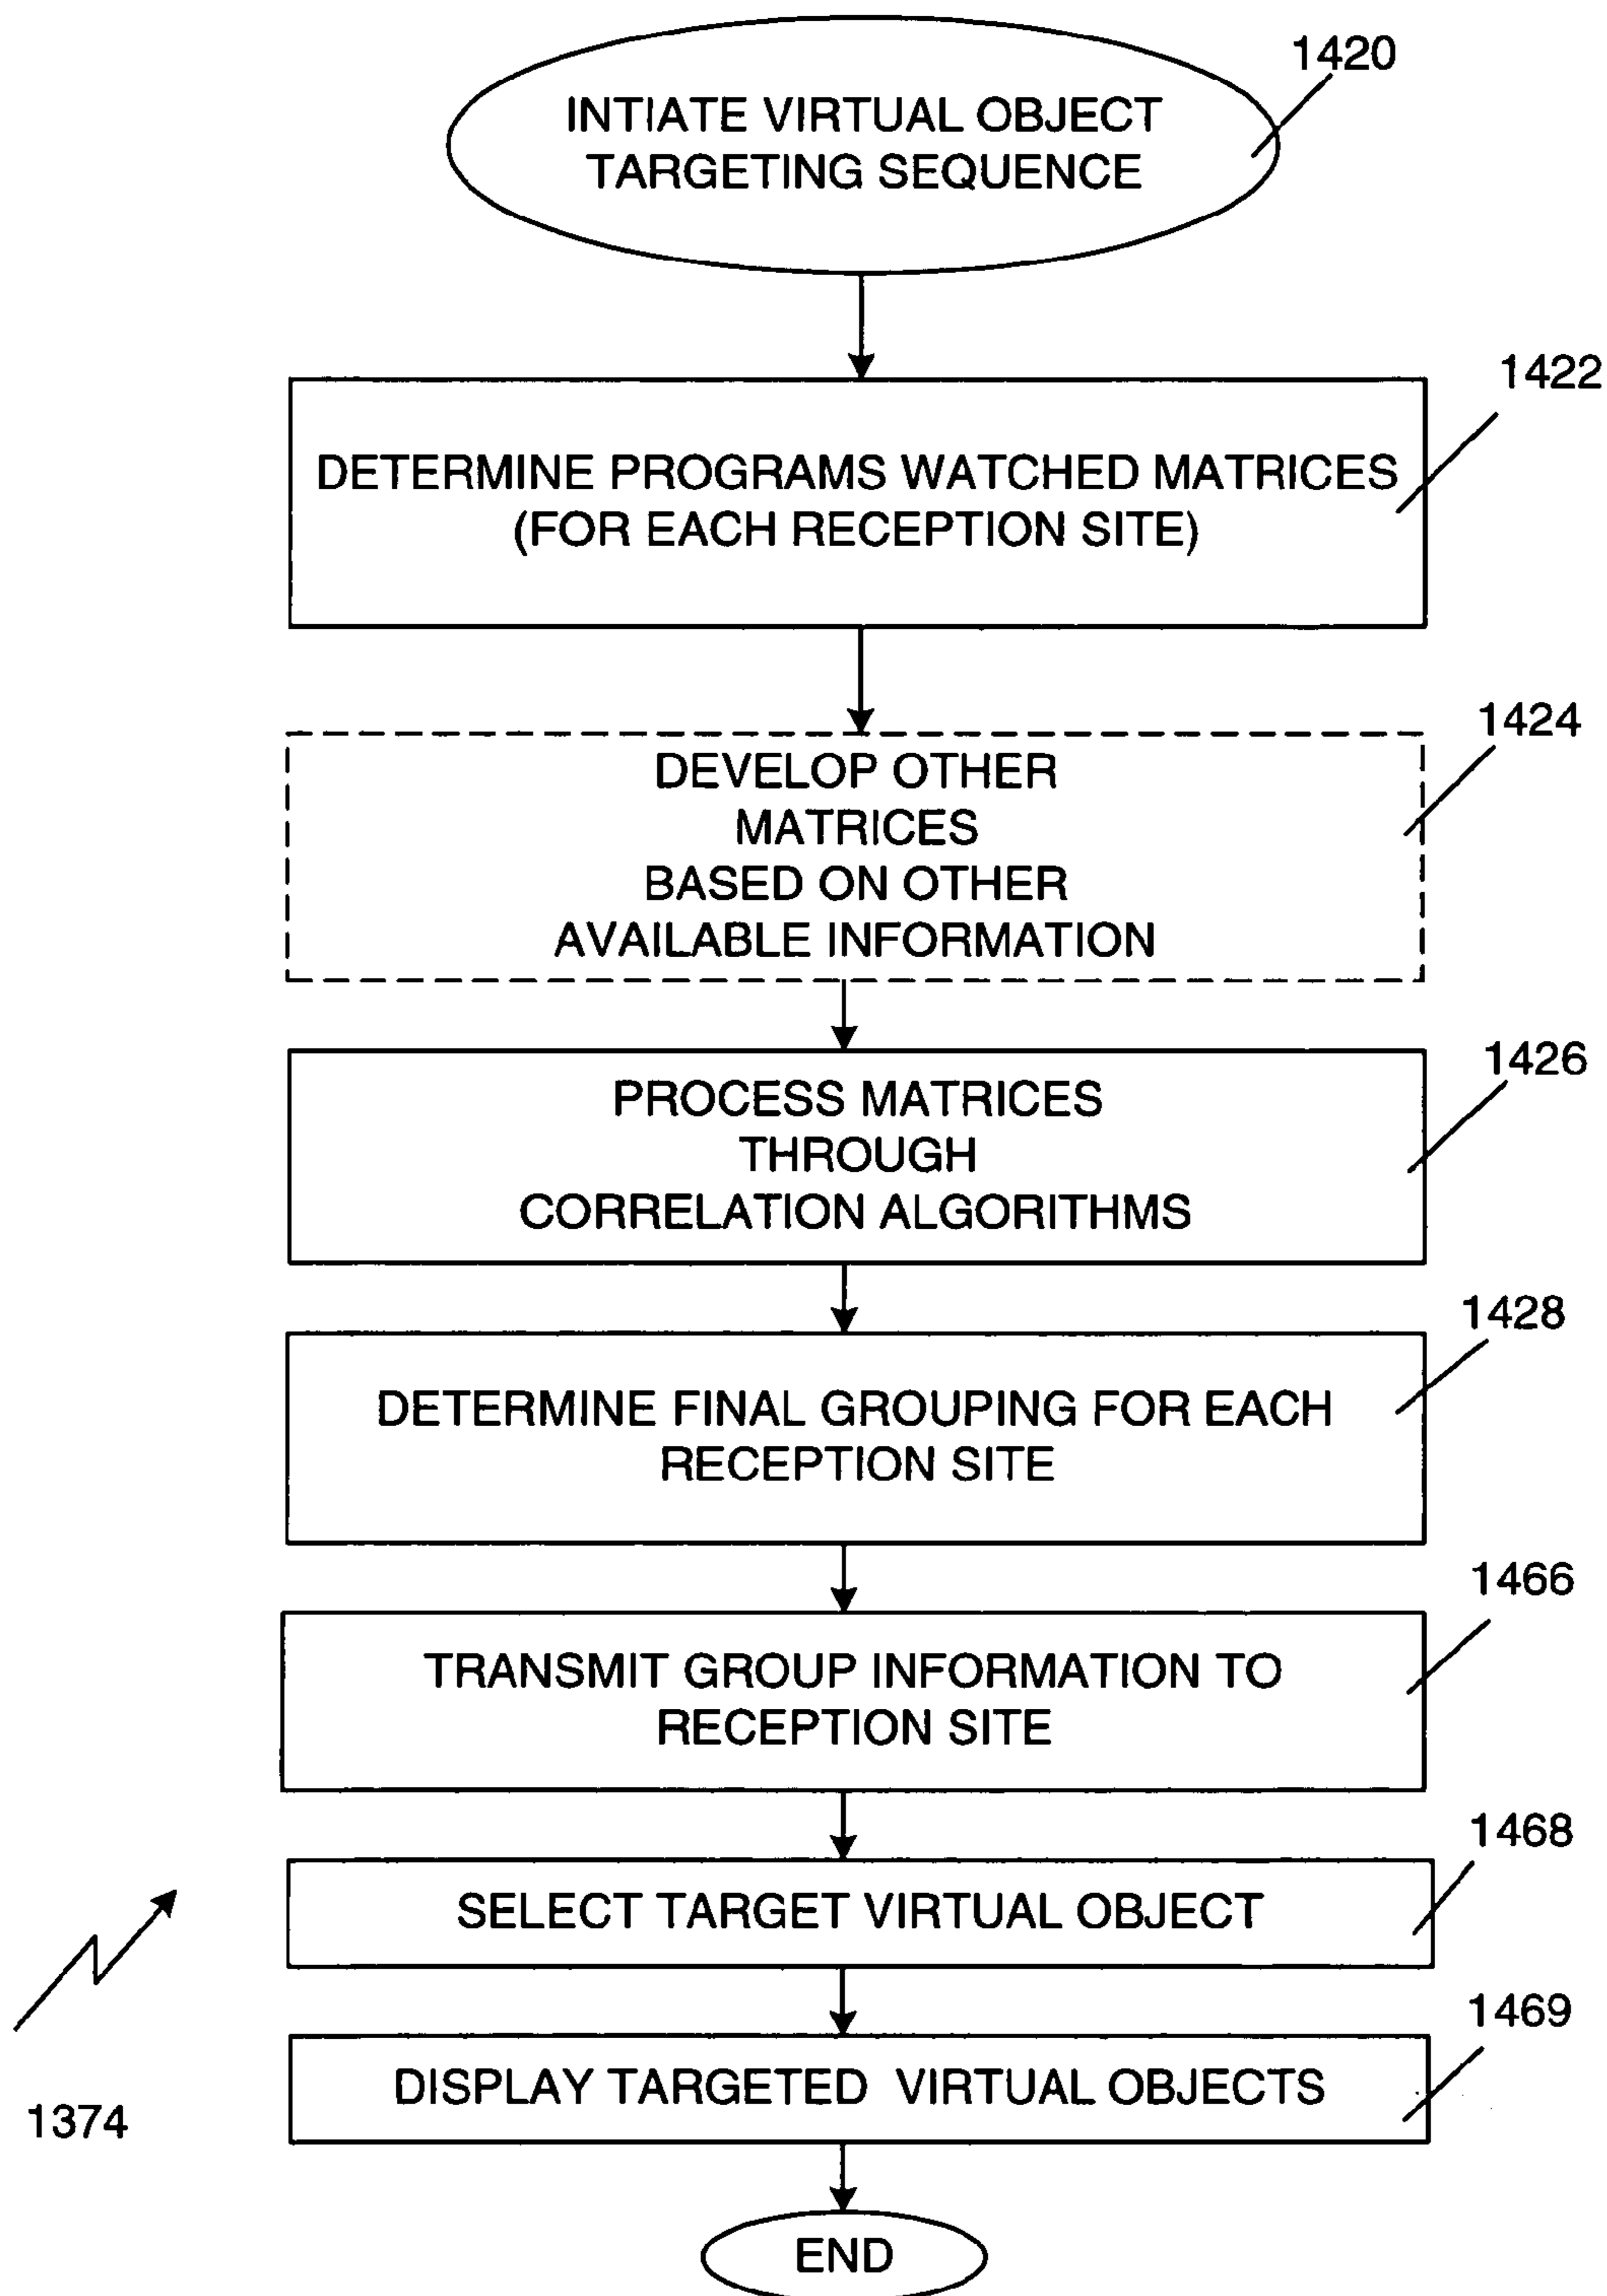 1420
INTIATE VIRTUAL OBJECT
TARGETING SEQUENCE
1422
DETERMINE PROGRAMS WATCHED MATRICES
(FOR EACH RECEPTION SITE)
1424
DEVELOP OTHER
MATRICES
BASED ON OTHER
AVAILABLE INFORMATION
1426
PROCESS MATRICES
THROUGH
CORRELATION ALGORITHMS
1428
DETERMINE FINAL GROUPING FOR EACH
RECEPTION SITE
1466
TRANSMIT GROUP INFORMATION TO
RECEPTION SITE
1468
SELECT TARGET VIRTUAL OBJECT
1469
DISPLAY TARGETED VIRTUAL OBJECTS
1374
END